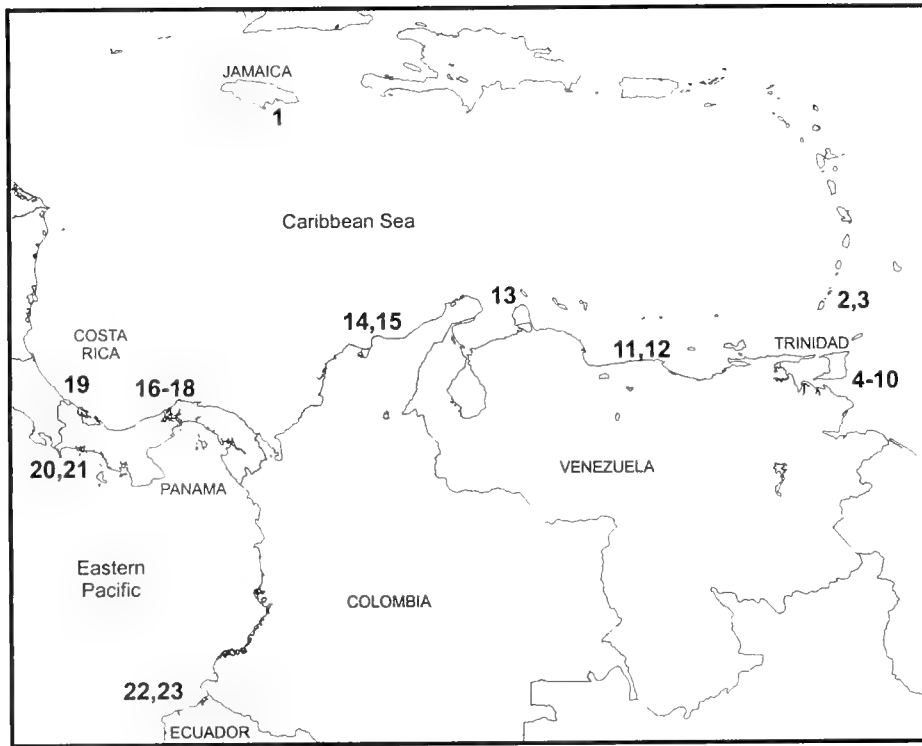 JAMAICA
1
Caribbean Sea
13
2,3
14,15
COSTA
RICA
11,12
TRINIDAD
19
16-18
4-10
20,21
PANAMA
VENEZUELA
Eastern
Pacific
COLOMBIA
22,23
ECUADOR